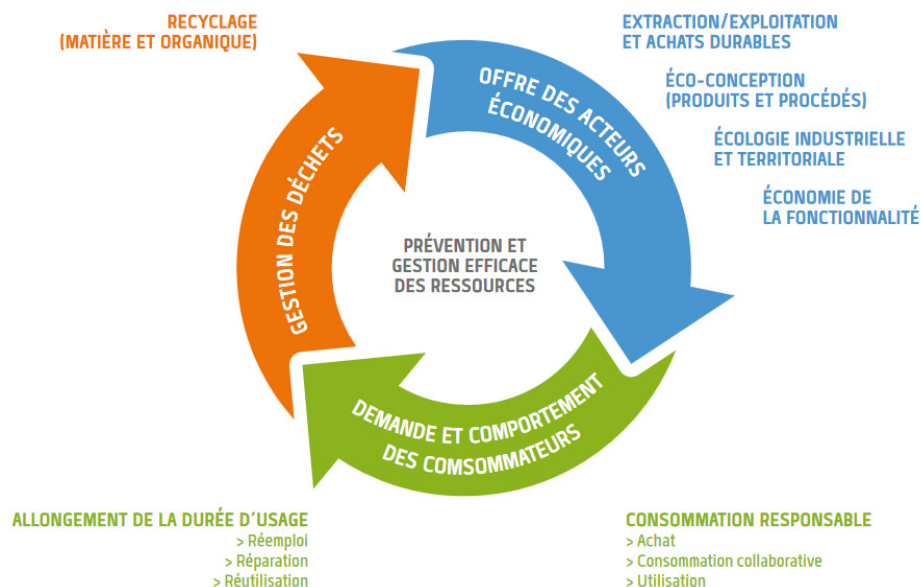 RECYCLAGE
(MATIÈRE ET ORGANIQUE)
EXTRACTION/EXPLOITATION
ET ACHATS DURABLES
ÉCO-CONCEPTION
(PRODUITS ET PROCÉDÉS)
ÉCOLOGIE INDUSTRIELLE
ET TERRITORIALE
ÉCONOMIE DE
LA FONCTIONNALITÉ
OFFRE DES ACTEURS
ÉCONOMIQUES
GESTION DES DÉCHETS
PRÉVENTION ET
GESTION EFFICACE
DES RESSOURCES
DEMANDE ET COMPORTEMENT
DES COMSOMMATEURS
ALLONGEMENT DE LA DURÉE D'USAGE
> Réemploi
> Réparation
> Réutilisation
CONSOMMATION RESPONSABLE
> Achat
> Consommation collaborative
> Utilisation